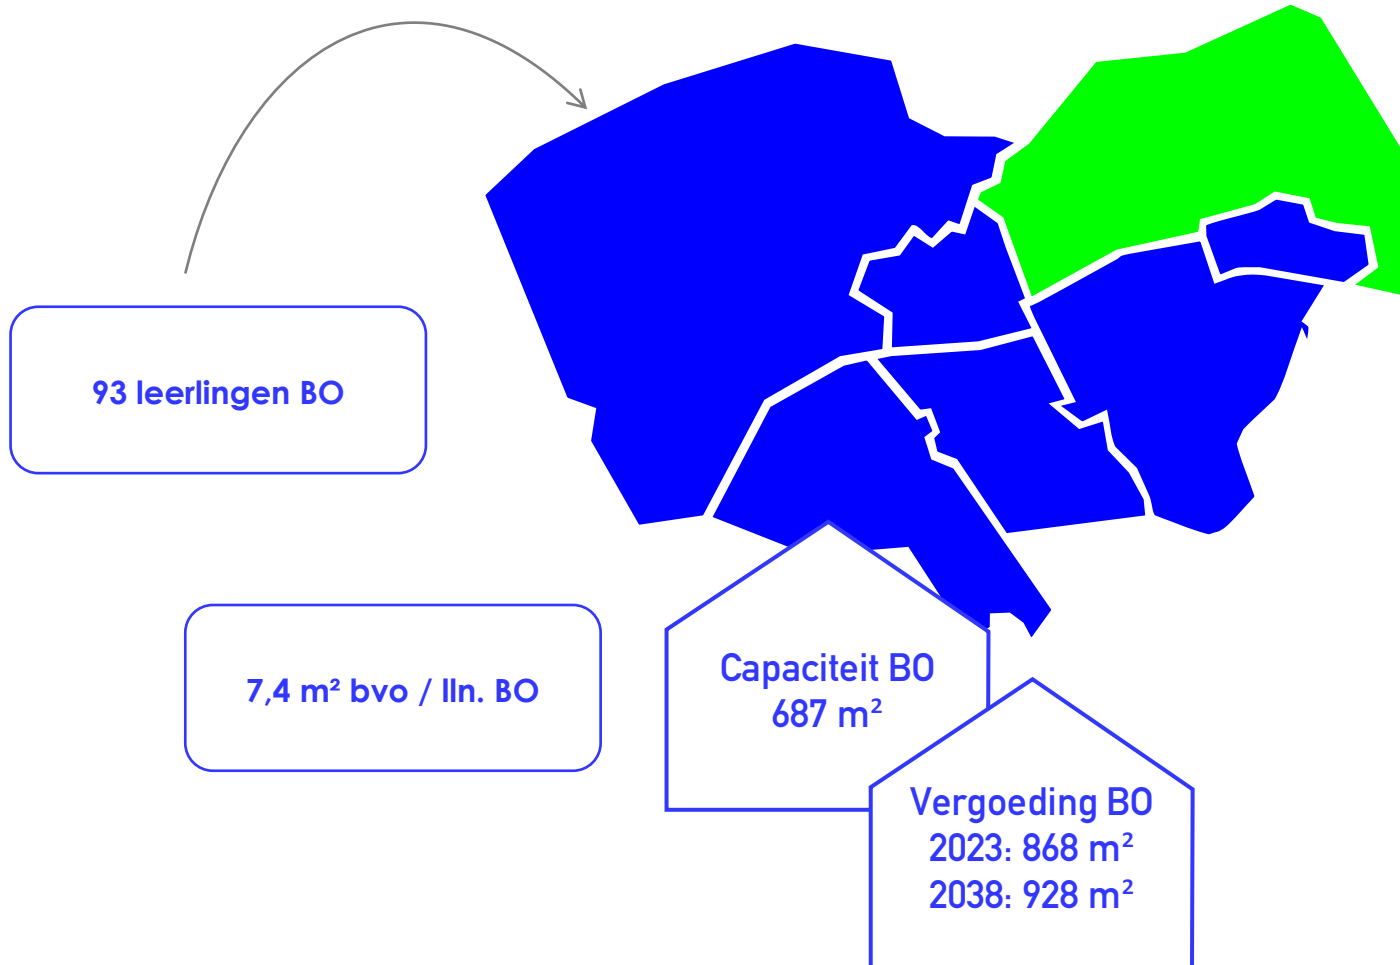 93 leerlingen BO
7,4 m² bvo / lln. BO
Capaciteit BO
687 m²
Vergoeding BO
2023: 868 m²
2038: 928 m²